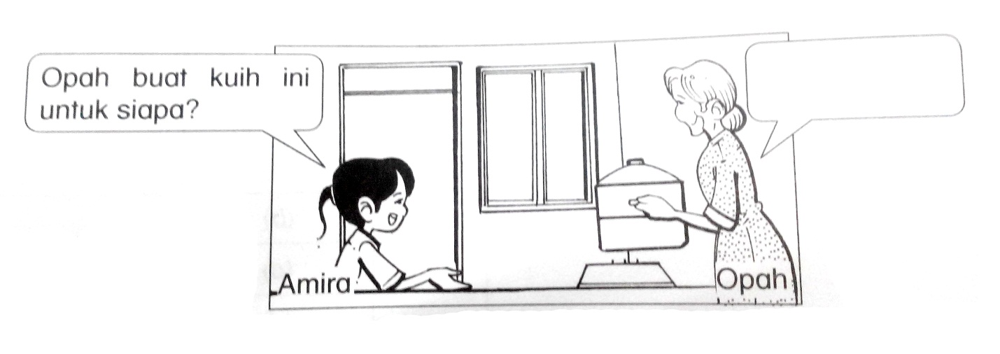 Opah buat kuih ini
untuk siapa?
Amira
Opah